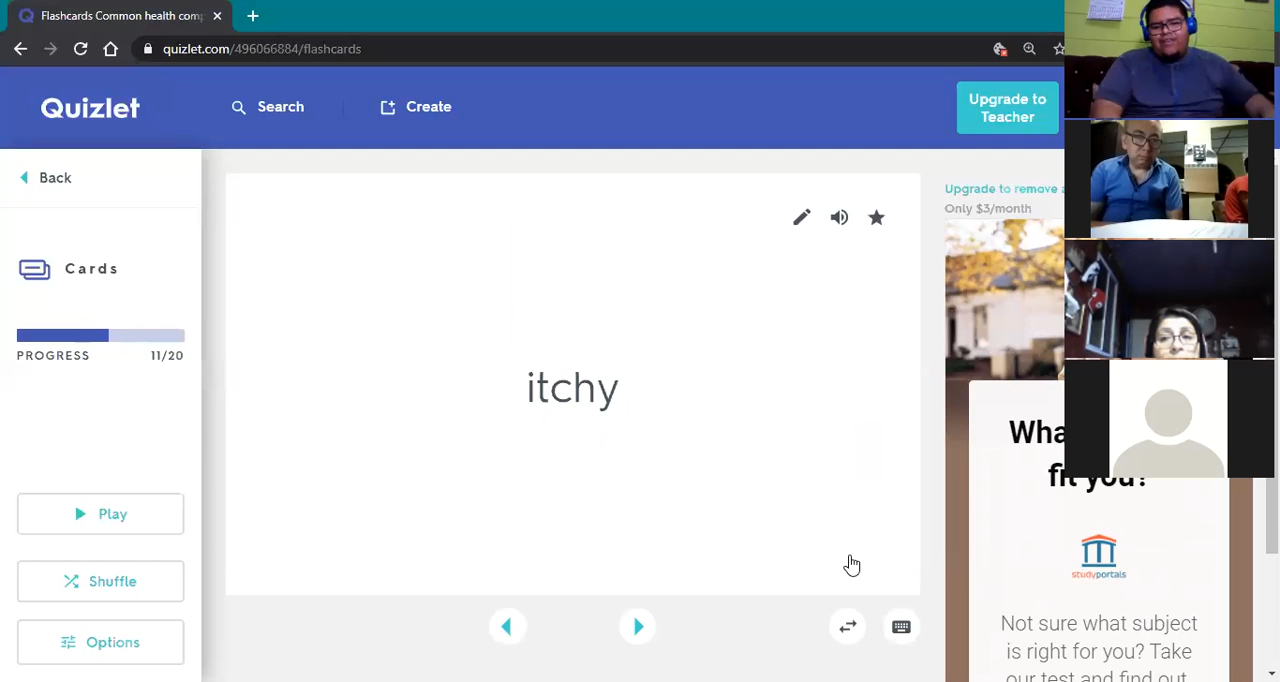 Flashcards Common health com
quizlet.com/496066884/flashcards
Quizlet
Search
Create
Upgrade to
Teacher
Back
Upgrade to remove
Only $3/month
Cards
PROGRESS 11/20
itchy
fit you?
studyportals
Play
Shuffle
Options
Not sure what subject
is right for you? Take
our test and find out